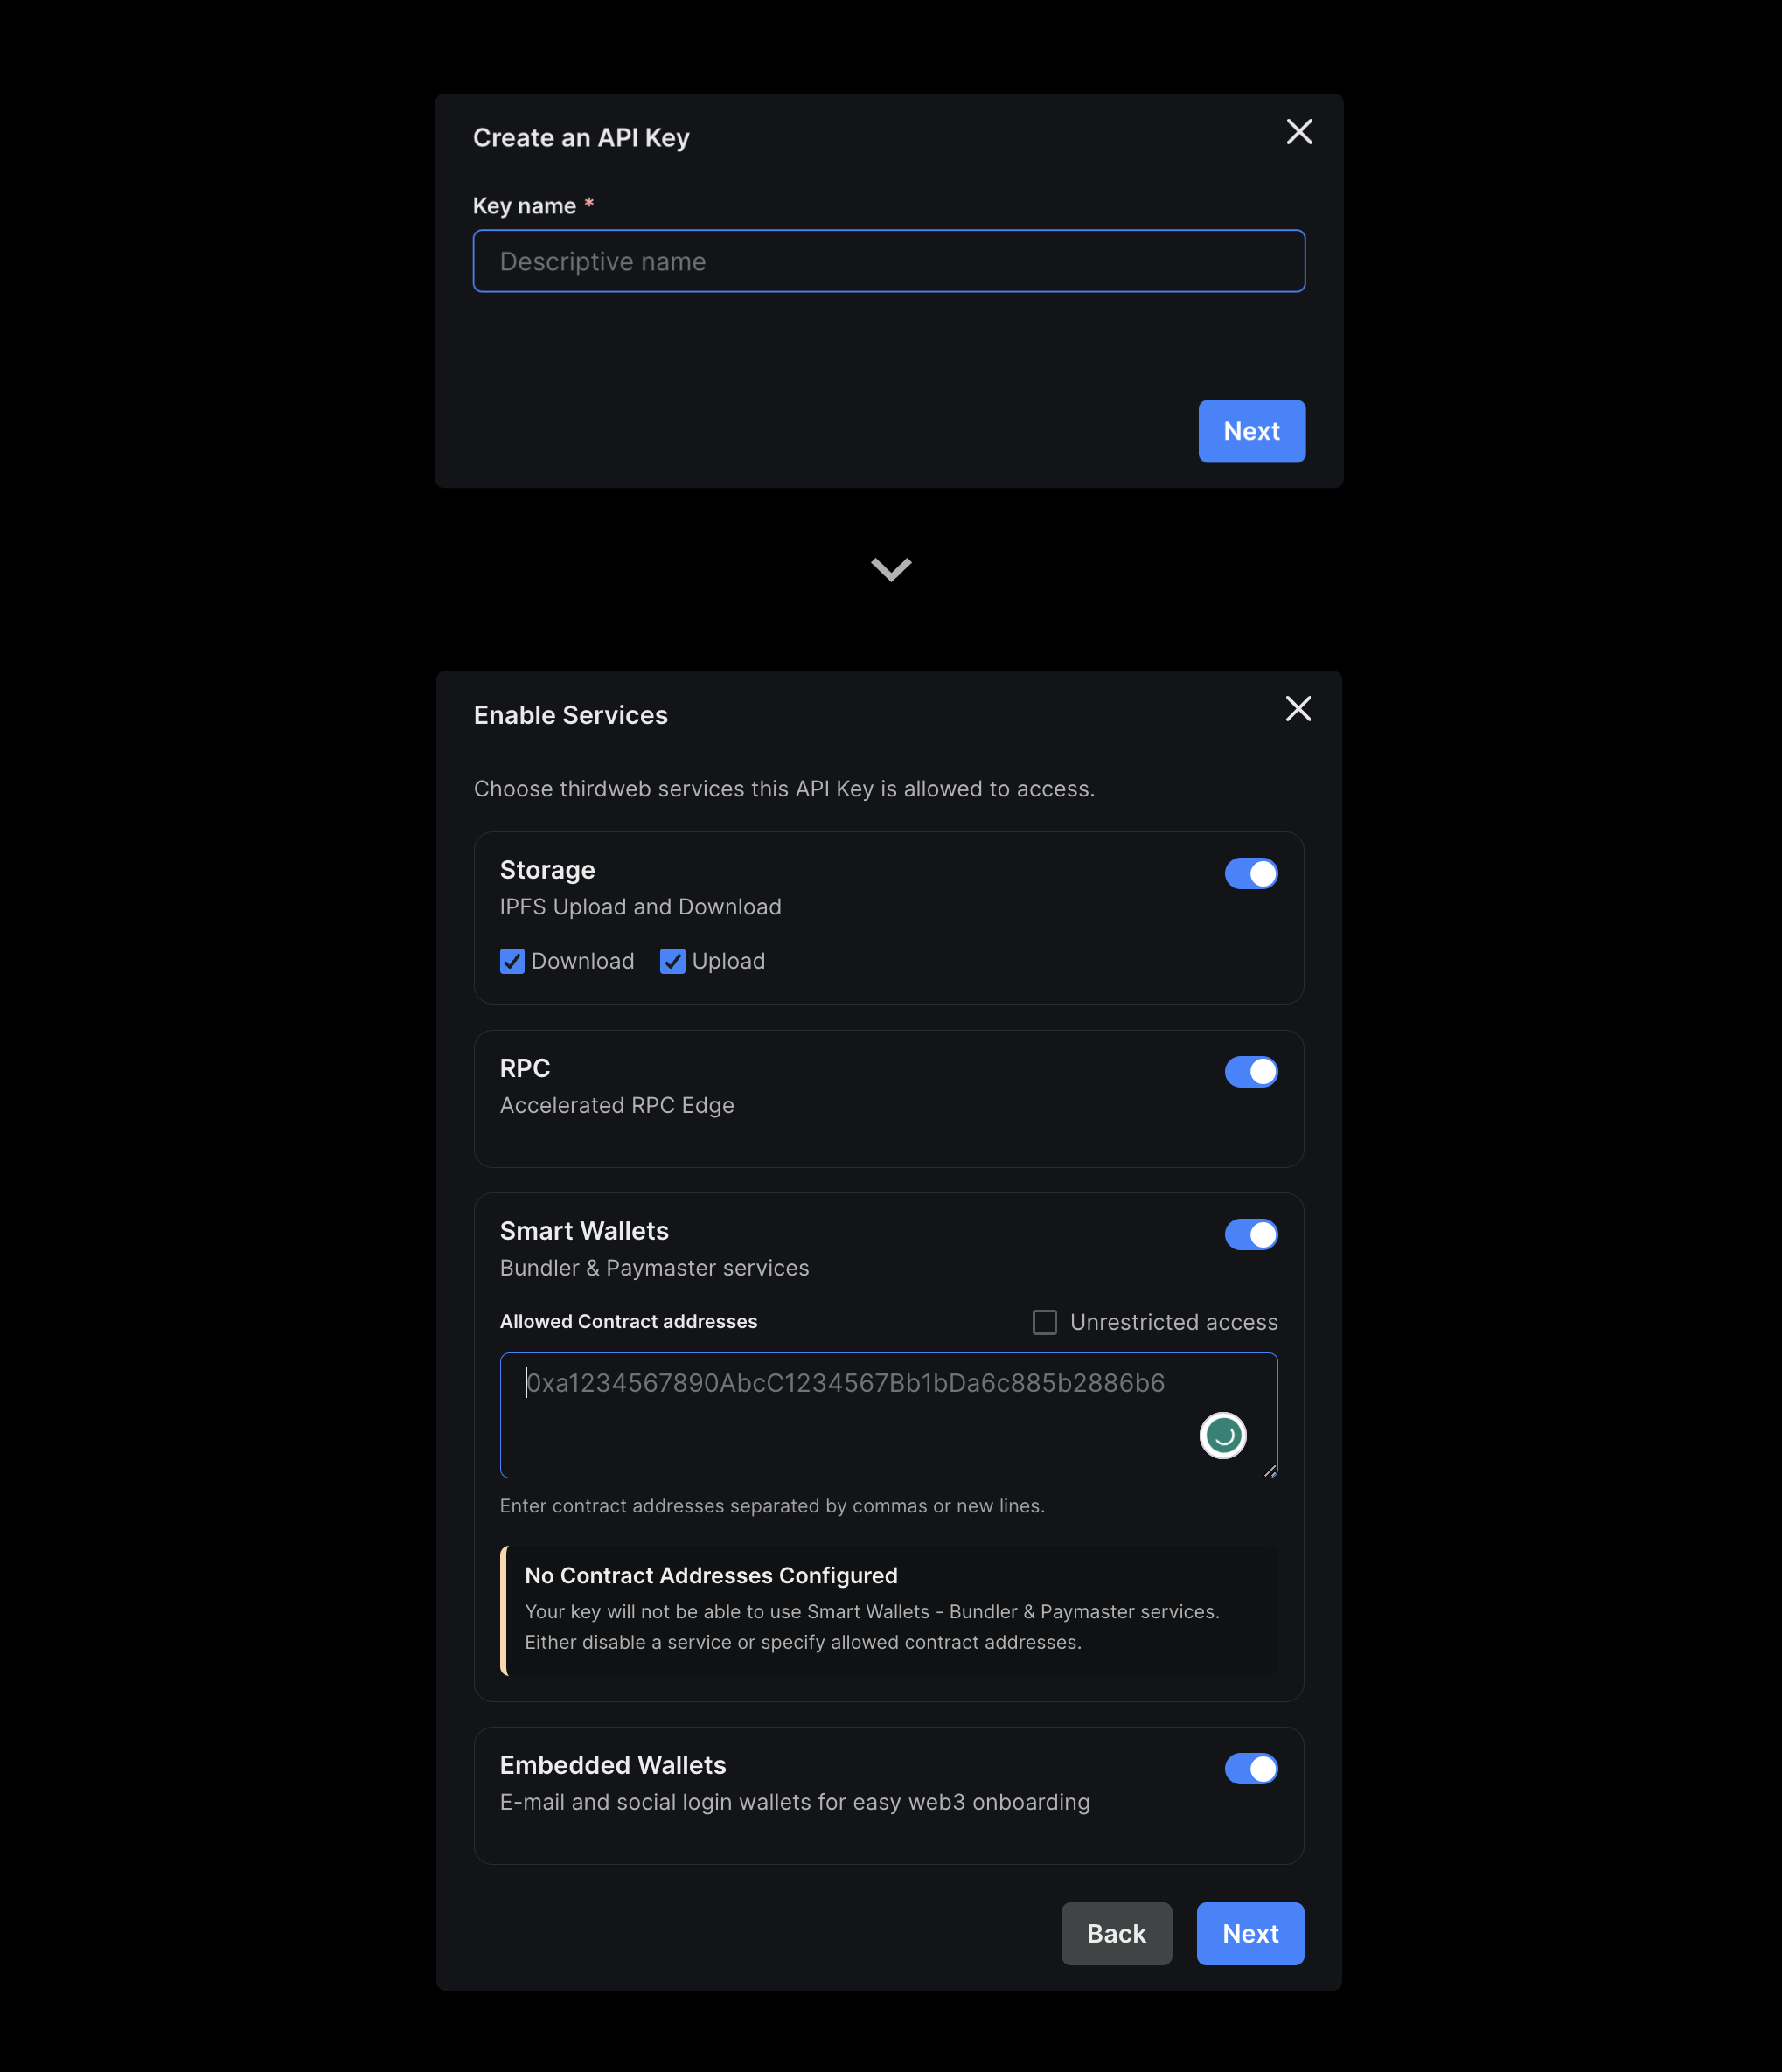 Create an API Key
Key name *
Descriptive name
Next
Enable Services
Choose thirdweb services this API Key is allowed to access.
Storage
IPFS Upload and Download
Download Upload
RPC
Accelerated RPC Edge
Smart Wallets
Bundler & Paymaster services
Allowed Contract addresses Unrestricted access
0xa1234567890AbcC1234567Bb1bDa6c885b2886b6
Enter contract addresses separated by commas or new lines.
No Contract Addresses Configured
Your key will not be able to use Smart Wallets - Bundler & Paymaster services.
Either disable a service or specify allowed contract addresses.
Embedded Wallets
E-mail and social login wallets for easy web3 onboarding
Back Next